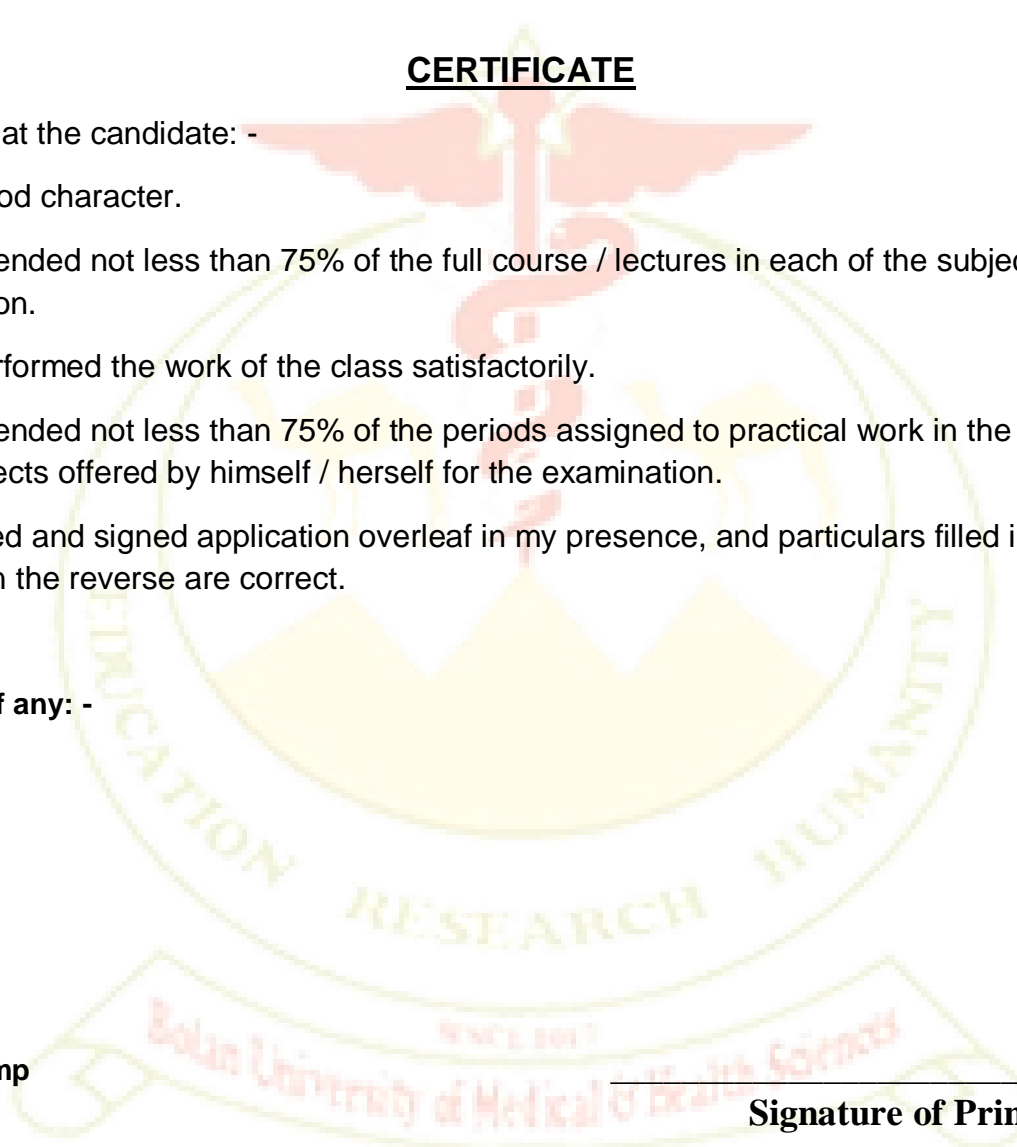 CERTIFICATE
at the candidate: -
od character.
ended not less than 75% of the full course / lectures in each of the subjec
on.
rformed the work of the class satisfactorily.
ended not less than 75% of the periods assigned to practical work in the
ects offered by himself / herself for the examination.
ed and signed application overleaf in my presence, and particulars filled i
n the reverse are correct.
f any: -
EDUCATION RESEARCH HUMANITY
SINCE 2017
Bolan University of Medical & Health Sciences
mp
Signature of Prin